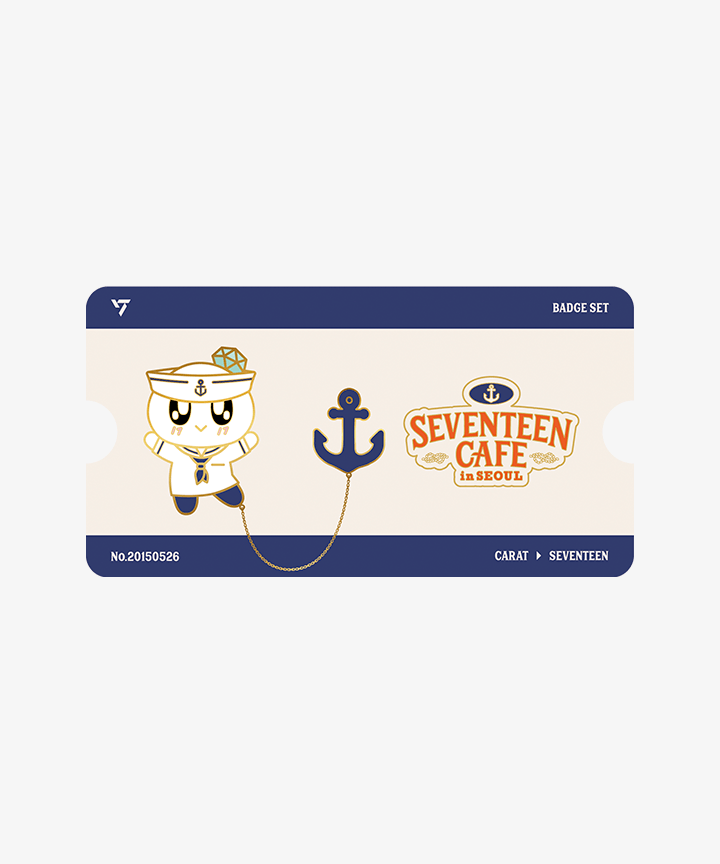 BADGE SET
SEVENTEEN
CAFE
in SEOUL
No.20150526
CARAT ▸ SEVENTEEN